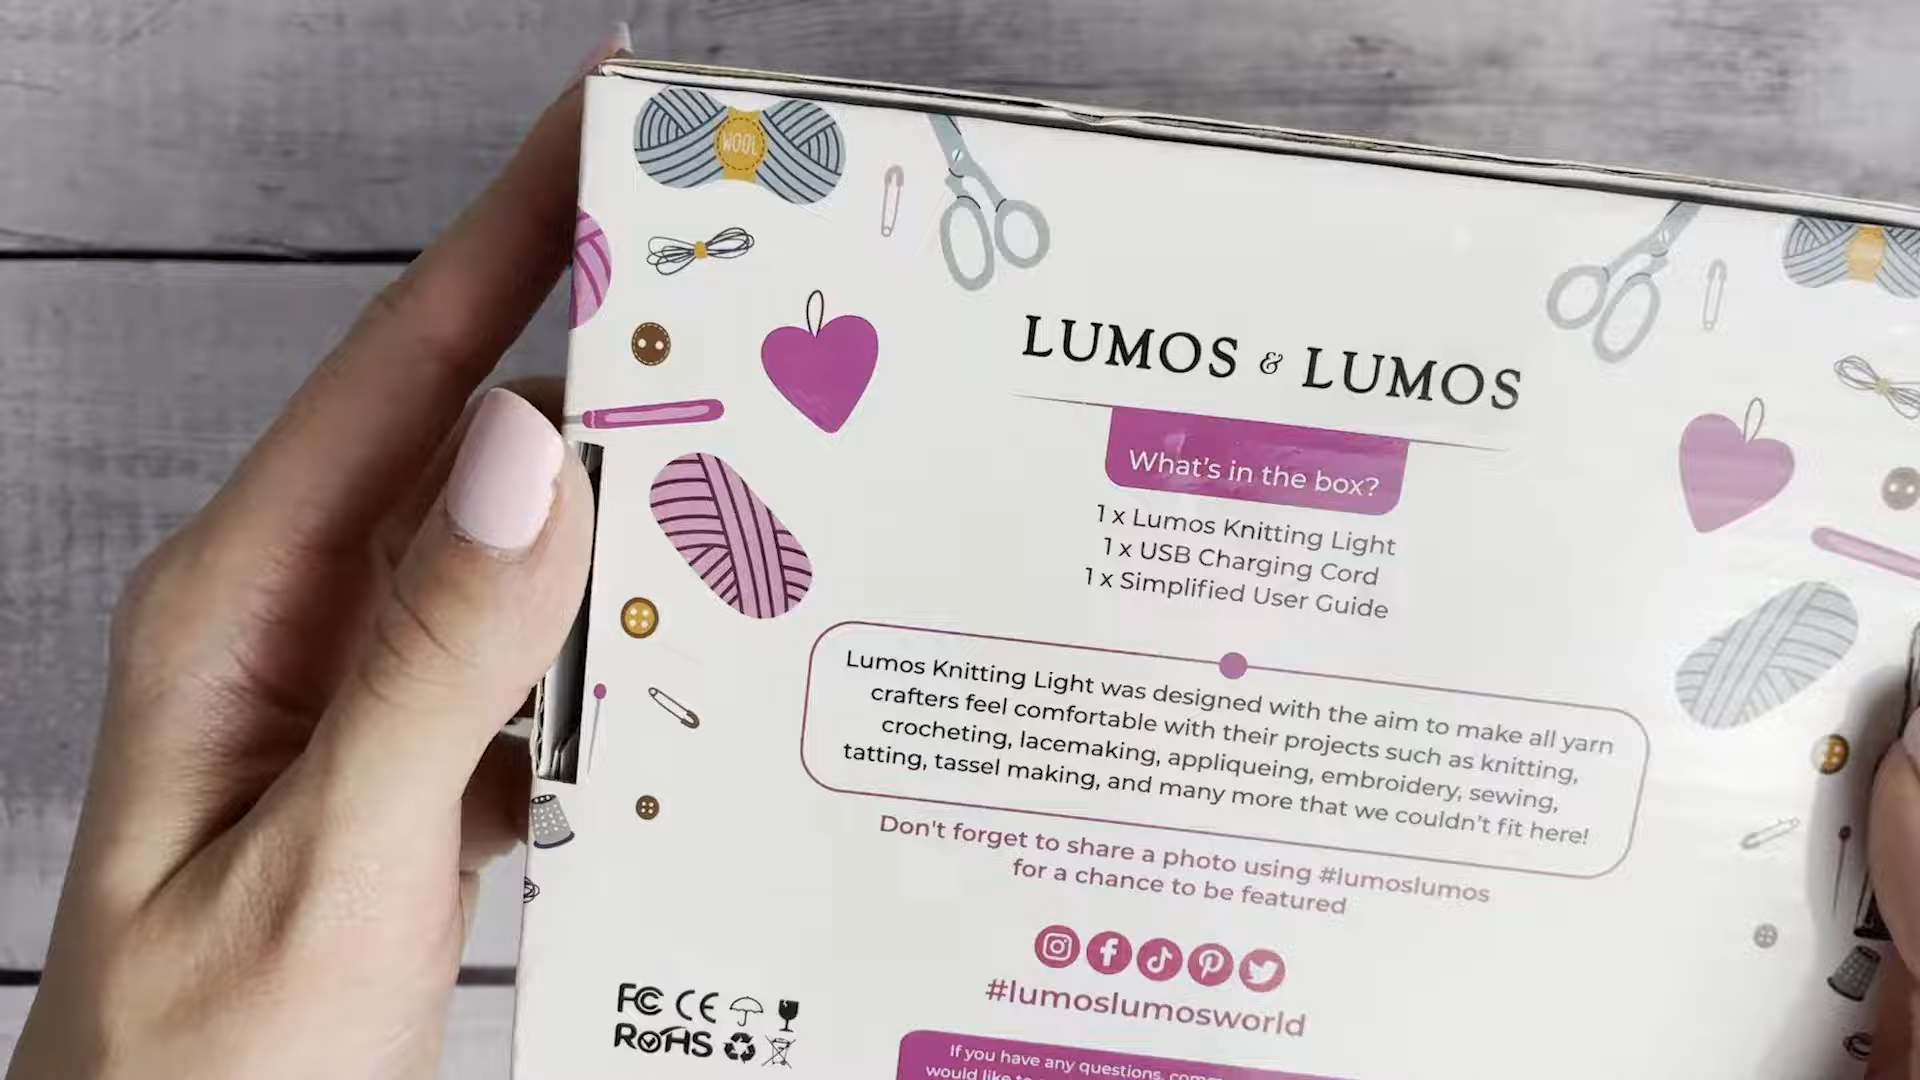 WOOL
LUMOS & LUMOS
What's in the box?
1 x Lumos Knitting Light
1 x USB Charging Cord
1 x Simplified User Guide
Lumos Knitting Light was designed with the aim to make all yarn
crafters feel comfortable with their projects such as knitting,
crocheting, lacemaking, appliqueing, embroidery, sewing,
tatting, tassel making, and many more that we couldn't fit here!
Don't forget to share a photo using #lumoslumos
for a chance to be featured
#lumoslumosworld
FC CE
RoHS
If you have any questions,
would like